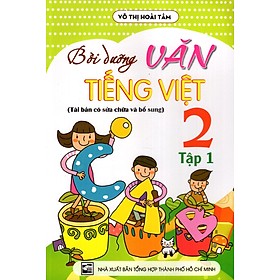 VÕ THỊ HOÀI TÂM
Bồi dưỡng VĂN
TIẾNG VIỆT
(Tái bản có sửa chữa và bổ sung)
2
Tập 1
NHÀ XUẤT BẢN TỔNG HỢP THÀNH PHỐ HỒ CHÍ MINH